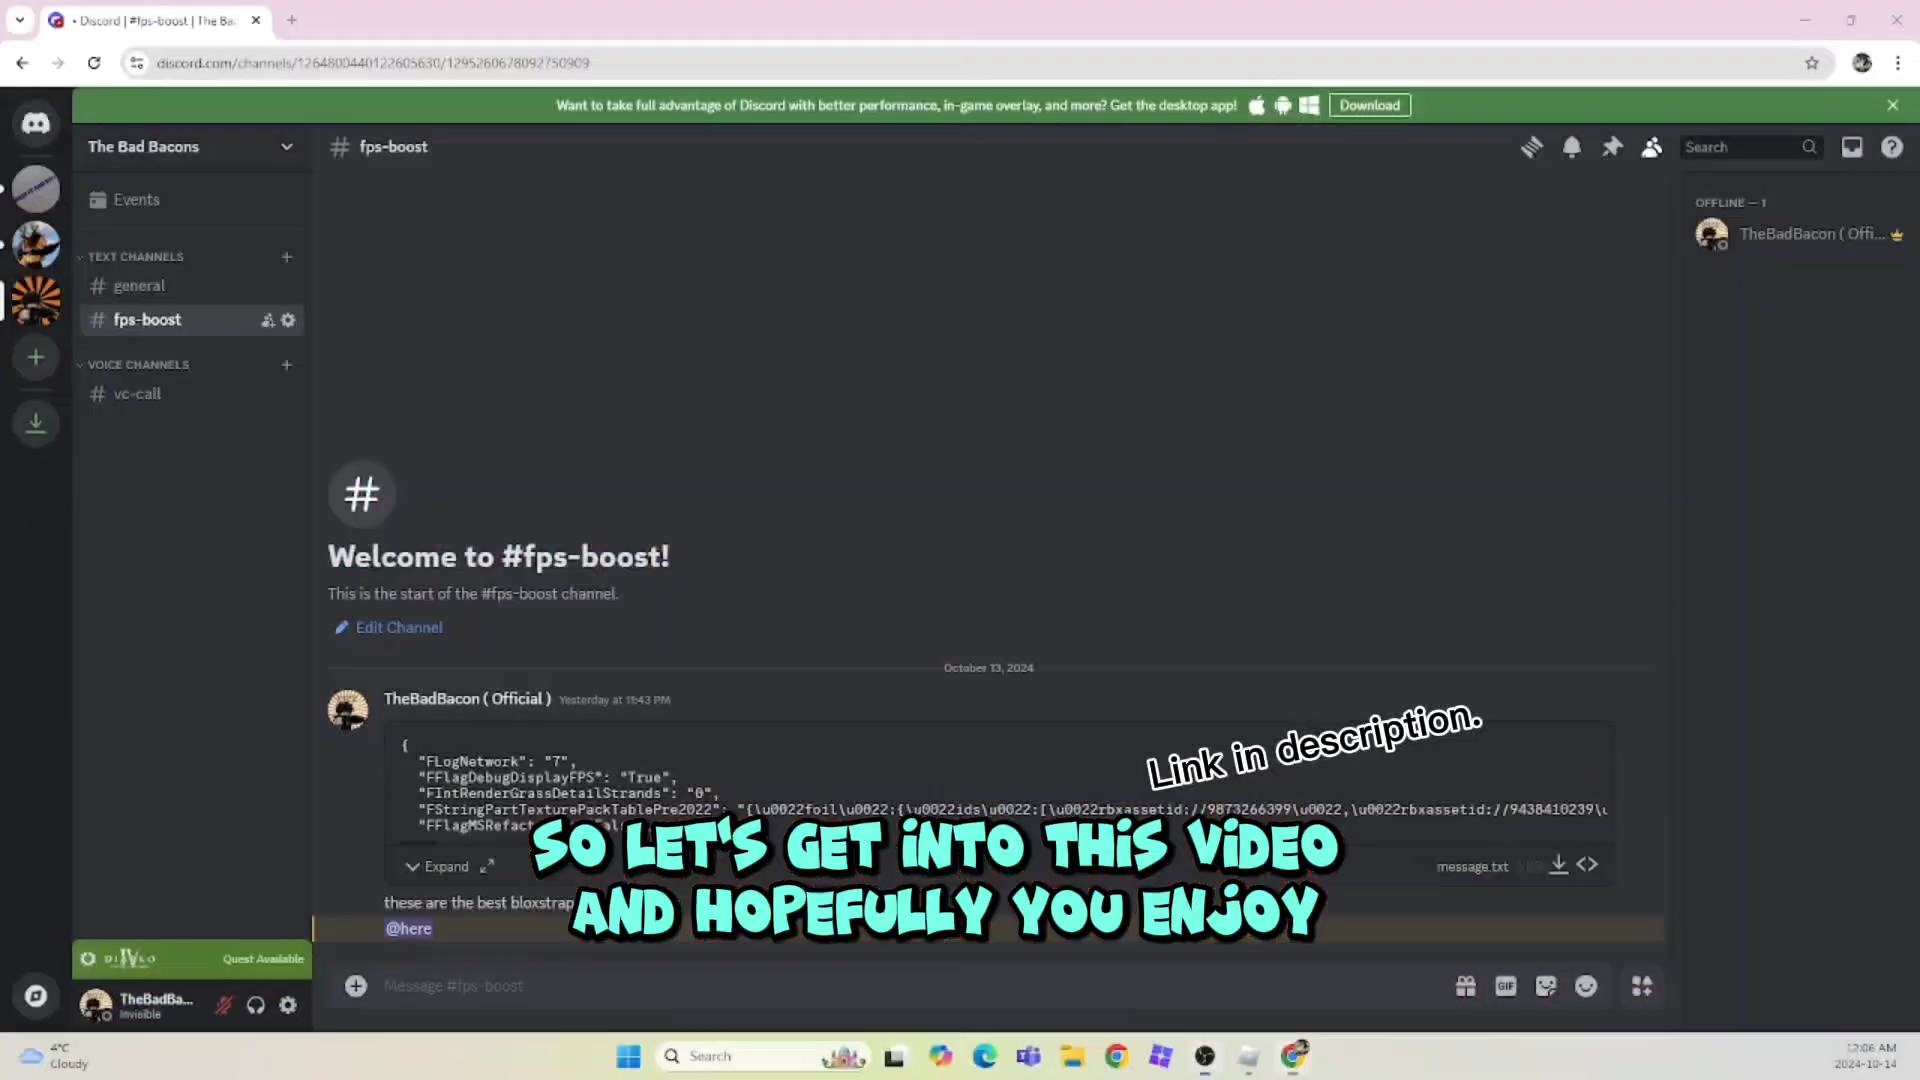 • Discord | #fps-boost | The Ba
discord.com/channels/1264800440122605630/1295260678092750909
Want to take full advantage of Discord with better performance, in-game overlay, and more? Get the desktop app!
Download
The Bad Bacons
fps-boost
Search
Events
OFFLINE — 1
TheBadBacon ( Offi...
TEXT CHANNELS
general
fps-boost
VOICE CHANNELS
vc-call
#
Welcome to #fps-boost!
This is the start of the #fps-boost channel.
Edit Channel
October 13, 2024
TheBadBacon ( Official ) Yesterday at 11:43 PM
Link in description.
{
"FLogNetwork": "7",
"FFlagDebugDisplayFPS": "True",
"FIntRenderGrassDetailStrands": "0",
"FStringPartTexturePackTablePre2022": "{\u0022foil\u0022:{\u0022ids\u0022:[\u0022rbxassetid://9873266399\u0022,\u0022rbxassetid://9438410239\u
"FFlagMSRefact
SO LET'S GET INTO THIS VIDEO
AND HOPEFULLY YOU ENJOY
Expand
message.txt
these are the best bloxstrap
@here
DIABLO IV
Quest Available
TheBadBa...
Invisible
Message #fps-boost
GIF
4°C
Cloudy
Search
12:06 AM
2024-10-14